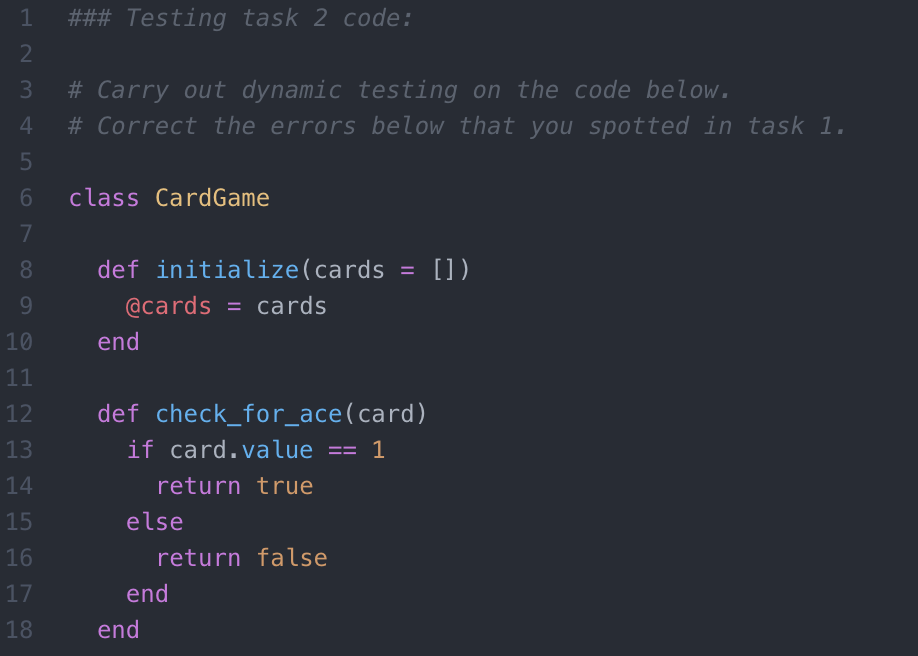 1 ### Testing task 2 code:
2
3 # Carry out dynamic testing on the code below.
4 # Correct the errors below that you spotted in task 1.
5
6 class CardGame
7
8   def initialize(cards = [])
9     @cards = cards
10   end
11
12   def check_for_ace(card)
13     if card.value == 1
14       return true
15     else
16       return false
17     end
18   end